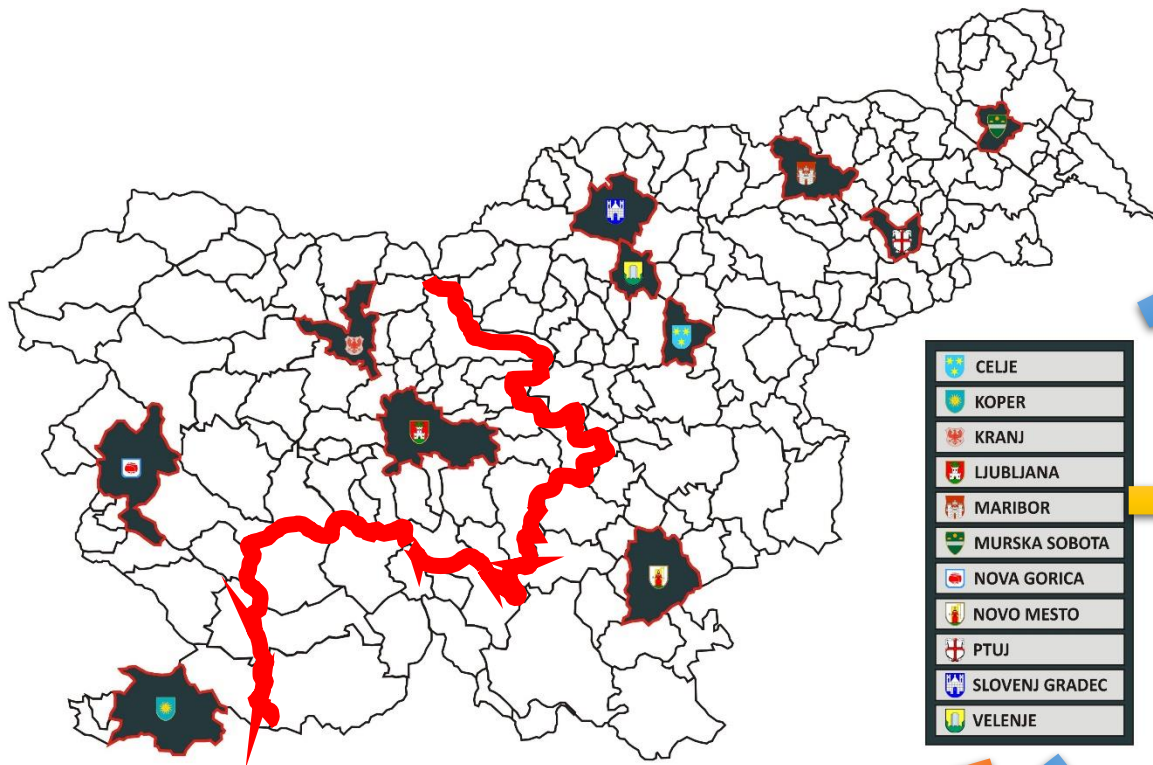 CELJE
KOPER
KRANJ
LJUBLJANA
MARIBOR
MURSKA SOBOTA
NOVA GORICA
NOVO MESTO
PTUJ
SLOVENJ GRADEC
VELENJE